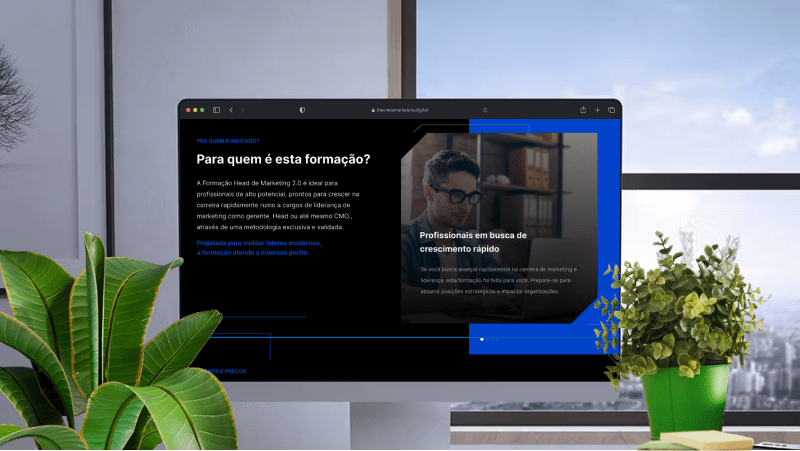 thecmosmarketers.digital
PRA QUEM É INDICADO?
Para quem é esta formação?
A Formação Head de Marketing 2.0 é ideal para
profissionais de alto potencial, prontos para crescer na
carreira rapidamente rumo a cargos de liderança de
marketing como gerente, Head ou até mesmo CMO.,
através de uma metodologia exclusiva e validada.
Projetada para moldar líderes modernos,
a formação atende a diversos perfis:
Profissionais em busca de
crescimento rápido
Se você busca avançar rapidamente na carreira de marketing e
liderança, esta formação foi feita para você. Prepare-se para
assumir posições estratégicas e impactar organizações.
E PREÇOS